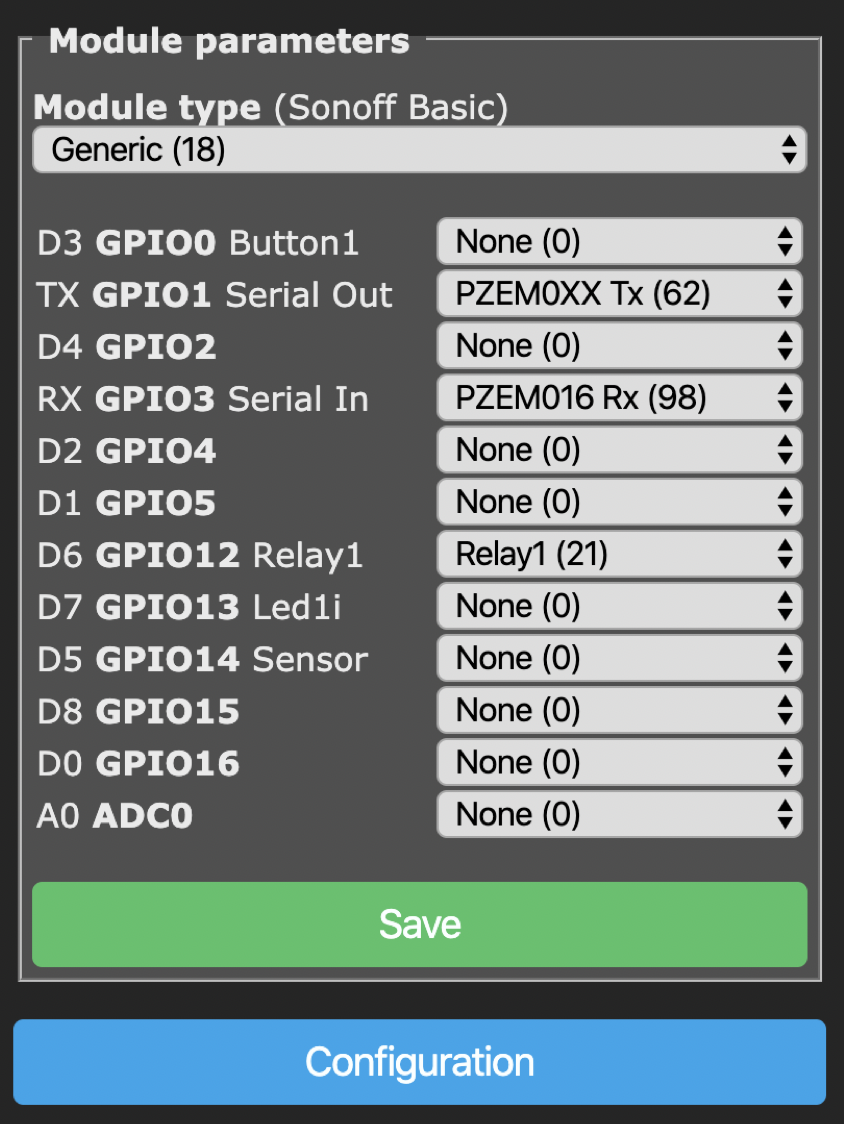 Module parameters
Module type (Sonoff Basic)
Generic (18)
D3 GPIO0 Button1 None (0)
TX GPIO1 Serial Out PZEM0XX Tx (62)
D4 GPIO2 None (0)
RX GPIO3 Serial In PZEM016 Rx (98)
D2 GPIO4 None (0)
D1 GPIO5 None (0)
D6 GPIO12 Relay1 Relay1 (21)
D7 GPIO13 Led1i None (0)
D5 GPIO14 Sensor None (0)
D8 GPIO15 None (0)
D0 GPIO16 None (0)
A0 ADC0 None (0)
Save
Configuration